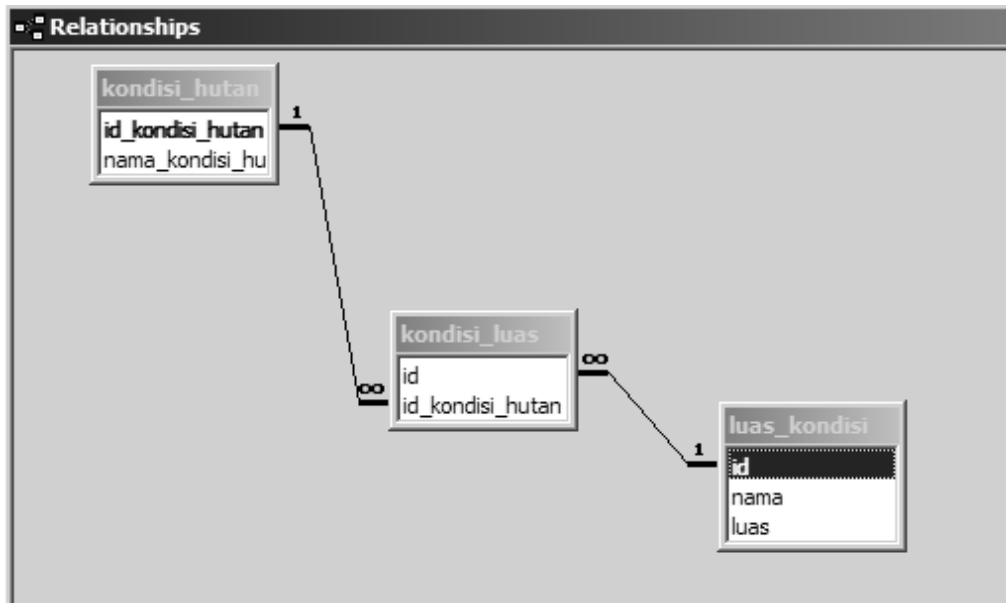 Relationships
kondisi_hutan
id_kondisi_hutan
nama_kondisi_hu
1
∞
kondisi_luas
id
id_kondisi_hutan
∞
1
luas_kondisi
id
nama
luas